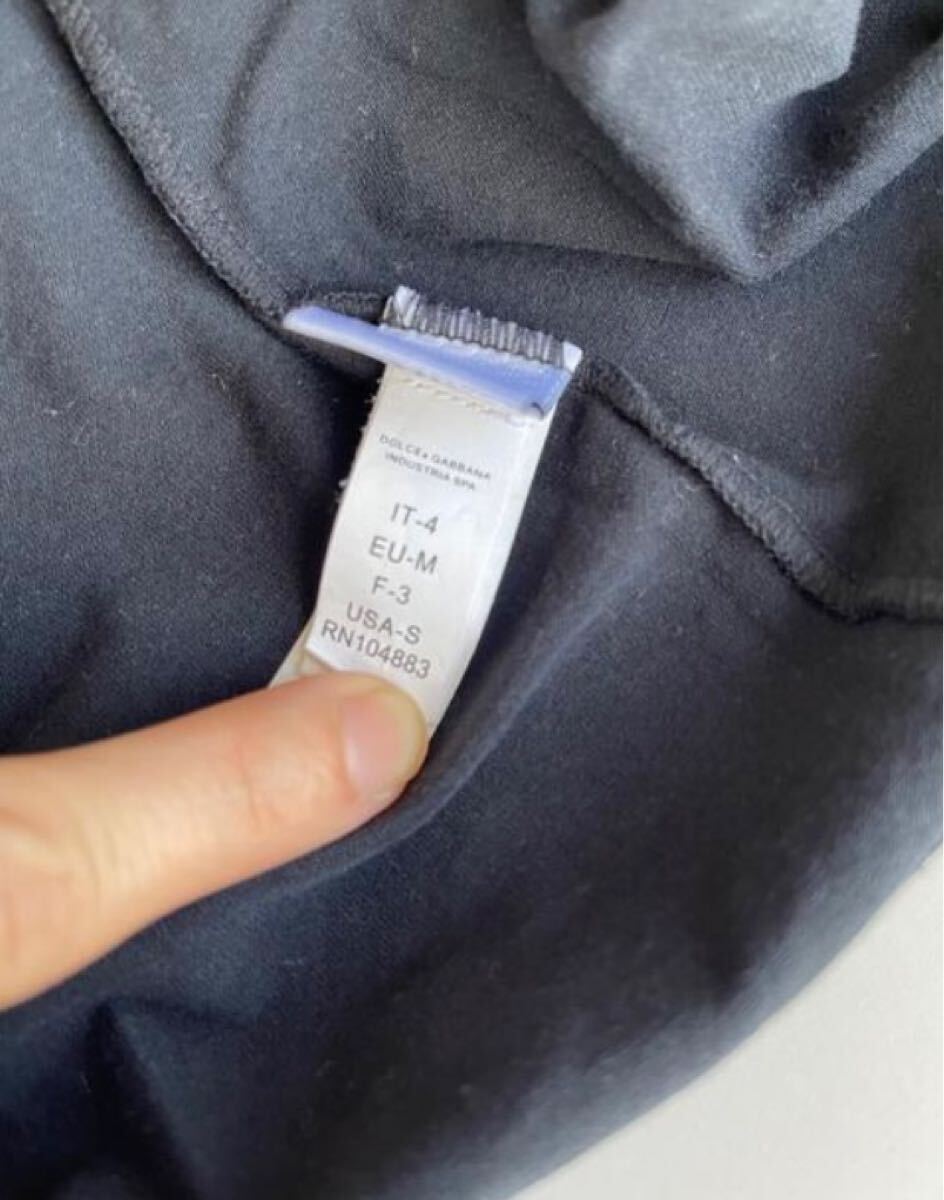 DOLCE & GABBANA
INDUSTRIA SPA
IT-4
EU-M
F-3
USA-S
RN104883